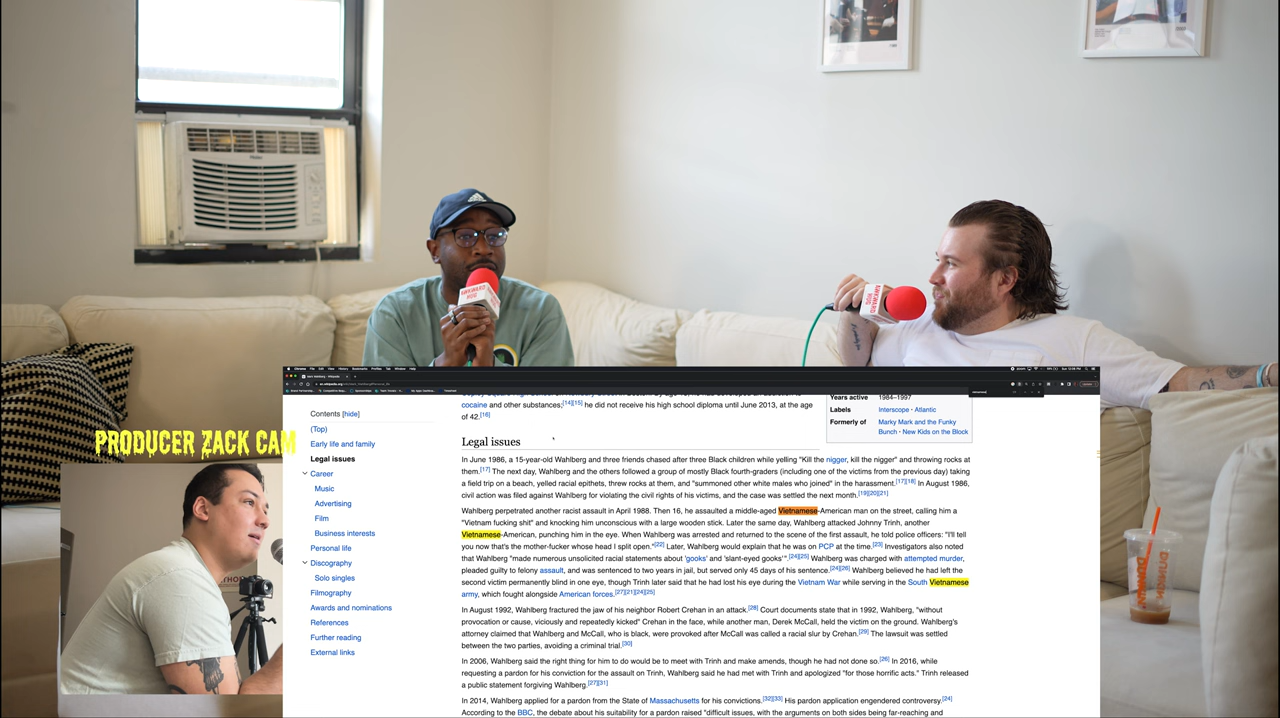 Haier
AWKWARD
HUG
AWKWARD
HUG
Chrome File Edit View History Bookmarks Profiles Tab Window Help
PRODUCER ZACK CAM
Contents [hide]
(Top)
Early life and family
Legal issues
Career
Music
Advertising
Film
Business interests
Personal life
Discography
Solo singles
Filmography
Awards and nominations
References
Further reading
External links
cocaine and other substances;[14][15] he did not receive his high school diploma until June 2013, at the age
of 42.[16]
Legal issues
In June 1986, a 15-year-old Wahlberg and three friends chased after three Black children while yelling "Kill the nigger, kill the nigger" and throwing rocks at
them.[17] The next day, Wahlberg and the others followed a group of mostly Black fourth-graders (including one of the victims from the previous day) taking
a field trip on a beach, yelled racial epithets, threw rocks at them, and "summoned other white males who joined" in the harassment.[17][18] In August 1986,
civil action was filed against Wahlberg for violating the civil rights of his victims, and the case was settled the next month.[19][20][21]
Wahlberg perpetrated another racist assault in April 1988. Then 16, he assaulted a middle-aged Vietnamese-American man on the street, calling him a
"Vietnam fucking shit" and knocking him unconscious with a large wooden stick. Later the same day, Wahlberg attacked Johnny Trinh, another
Vietnamese-American, punching him in the eye. When Wahlberg was arrested and returned to the scene of the first assault, he told police officers: "I'll tell
you now that's the mother-fucker whose head I split open."[22] Later, Wahlberg would explain that he was on PCP at the time.[23] Investigators also noted
that Wahlberg "made numerous unsolicited racial statements about 'gooks' and 'slant-eyed gooks'".[24][25] Wahlberg was charged with attempted murder,
pleaded guilty to felony assault, and was sentenced to two years in jail, but served only 45 days of his sentence.[24][26] Wahlberg believed he had left the
second victim permanently blind in one eye, though Trinh later said that he had lost his eye during the Vietnam War while serving in the South Vietnamese
army, which fought alongside American forces.[27][21][24][25]
In August 1992, Wahlberg fractured the jaw of his neighbor Robert Crehan in an attack.[28] Court documents state that in 1992, Wahlberg, "without
provocation or cause, viciously and repeatedly kicked" Crehan in the face, while another man, Derek McCall, held the victim on the ground. Wahlberg's
attorney claimed that Wahlberg and McCall, who is black, were provoked after McCall was called a racial slur by Crehan.[29] The lawsuit was settled
between the two parties, avoiding a criminal trial.[30]
In 2006, Wahlberg said the right thing for him to do would be to meet with Trinh and make amends, though he had not done so.[26] In 2016, while
requesting a pardon for his conviction for the assault on Trinh, Wahlberg said he had met with Trinh and apologized "for those horrific acts." Trinh released
a public statement forgiving Wahlberg.[27][31]
In 2014, Wahlberg applied for a pardon from the State of Massachusetts for his convictions.[32][33] His pardon application engendered controversy.[24]
According to the BBC, the debate about his suitability for a pardon raised "difficult issues, with the arguments on both sides being far-reaching and
Years active 1984–1997
Labels Interscope · Atlantic
Formerly of Marky Mark and the Funky
Bunch · New Kids on the Block
DUNKIN'
DUNKIN'